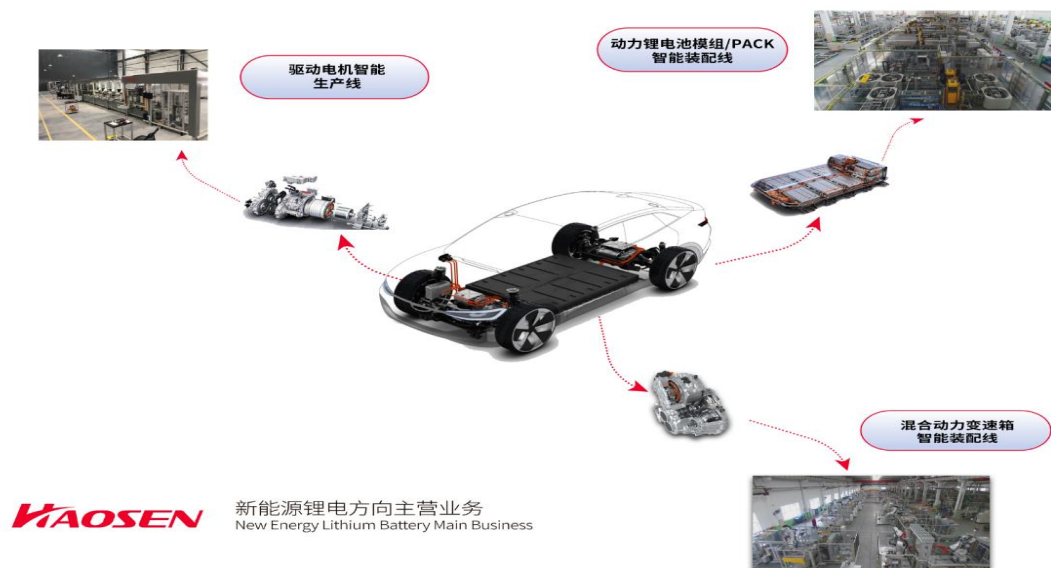 驱动电机智能
生产线
动力锂电池模组/PACK
智能装配线
混合动力变速箱
智能装配线
HAOSEN
新能源锂电方向主营业务
New Energy Lithium Battery Main Business